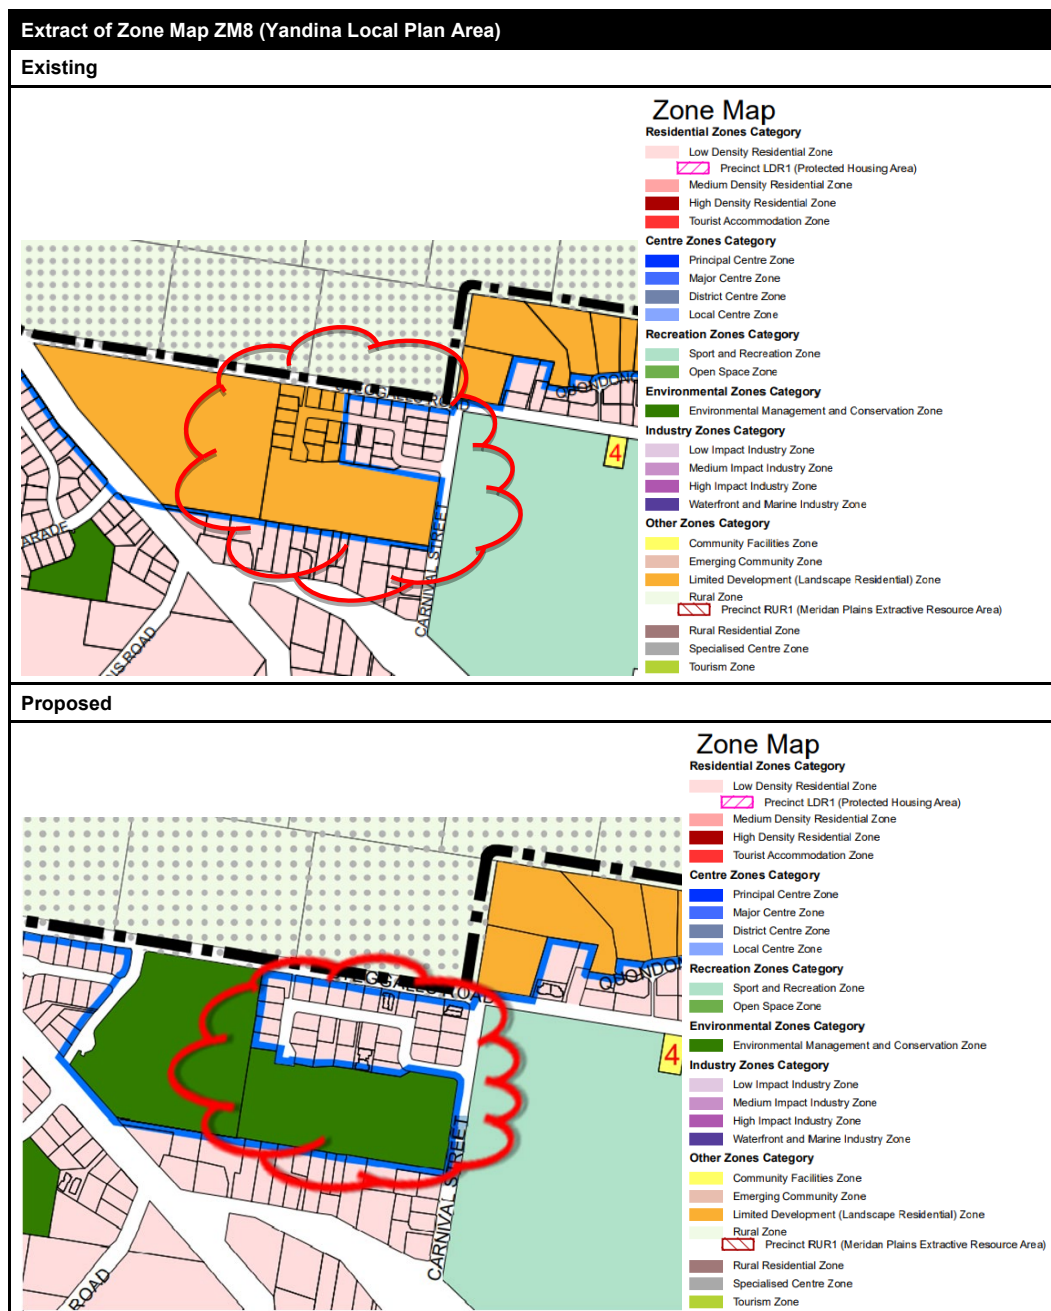 Extract of Zone Map ZM8 (Yandina Local Plan Area)
Existing
Zone Map
Residential Zones Category
Low Density Residential Zone
Precinct LDR1 (Protected Housing Area)
Medium Density Residential Zone
High Density Residential Zone
Tourist Accommodation Zone
Centre Zones Category
Principal Centre Zone
Major Centre Zone
District Centre Zone
Local Centre Zone
Recreation Zones Category
Sport and Recreation Zone
Open Space Zone
Environmental Zones Category
Environmental Management and Conservation Zone
Industry Zones Category
Low Impact Industry Zone
Medium Impact Industry Zone
High Impact Industry Zone
Waterfront and Marine Industry Zone
Other Zones Category
Community Facilities Zone
Emerging Community Zone
Limited Development (Landscape Residential) Zone
Rural Zone
Precinct RUR1 (Meridan Plains Extractive Resource Area)
Rural Residential Zone
Specialised Centre Zone
Tourism Zone
QUONDONG
4
ARADE
CARNIVAL STREET
IS ROAD
Proposed
Zone Map
Residential Zones Category
Low Density Residential Zone
Precinct LDR1 (Protected Housing Area)
Medium Density Residential Zone
High Density Residential Zone
Tourist Accommodation Zone
Centre Zones Category
Principal Centre Zone
Major Centre Zone
District Centre Zone
Local Centre Zone
Recreation Zones Category
Sport and Recreation Zone
Open Space Zone
Environmental Zones Category
Environmental Management and Conservation Zone
Industry Zones Category
Low Impact Industry Zone
Medium Impact Industry Zone
High Impact Industry Zone
Waterfront and Marine Industry Zone
Other Zones Category
Community Facilities Zone
Emerging Community Zone
Limited Development (Landscape Residential) Zone
Rural Zone
Precinct RUR1 (Meridan Plains Extractive Resource Area)
Rural Residential Zone
Specialised Centre Zone
Tourism Zone
STEGGALLS ROAD
QUONDO
4
CARNIVAL STREET
ROAD